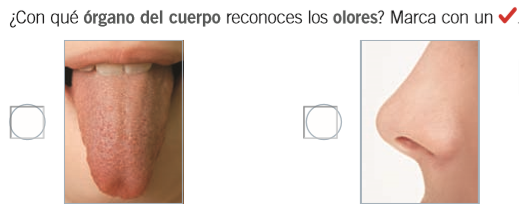 ¿Con qué órgano del cuerpo reconoces los olores? Marca con un ✓.